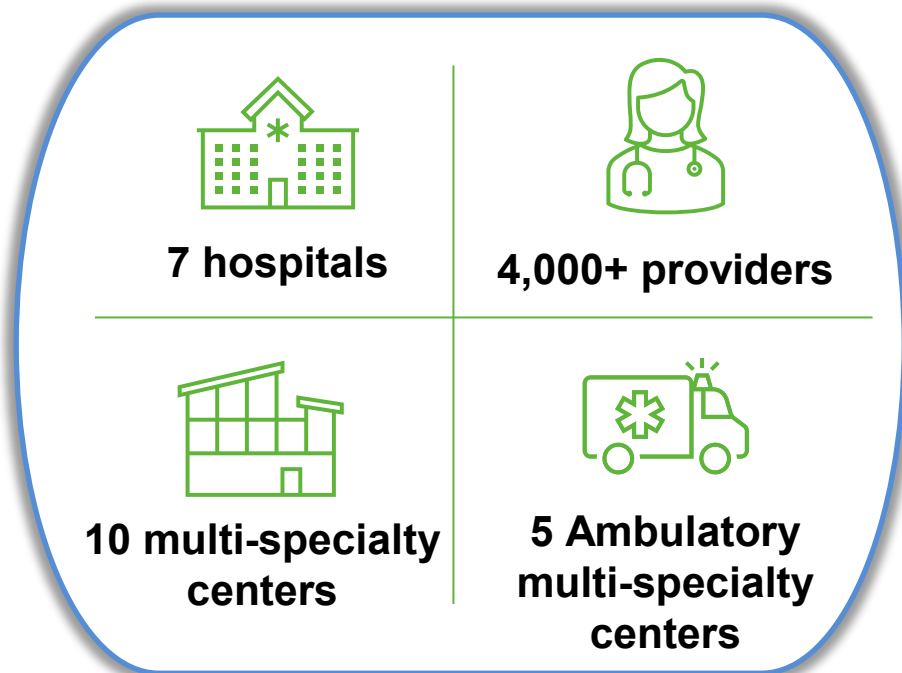 7 hospitals
4,000+ providers
10 multi-specialty
centers
5 Ambulatory
multi-specialty
centers